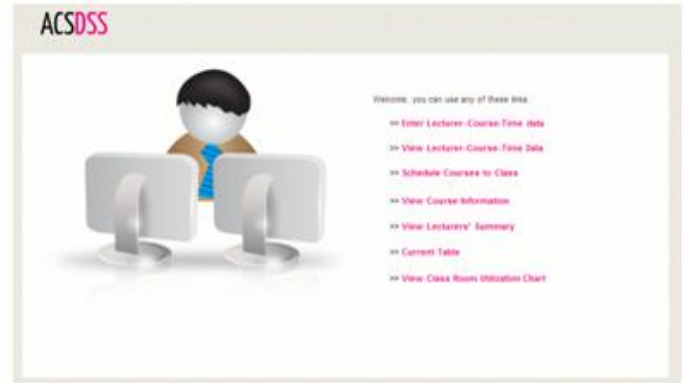 ACSDSS
Welcome, you can use any of these links.
>> Enter Lecturer-Course-Time data
>> View Lecturer-Course-Time Data
>> Schedule Courses to Class
>> View Course Information
>> View Lecturers' Summary
>> Current Table
>> View Class Room Utilization Chart